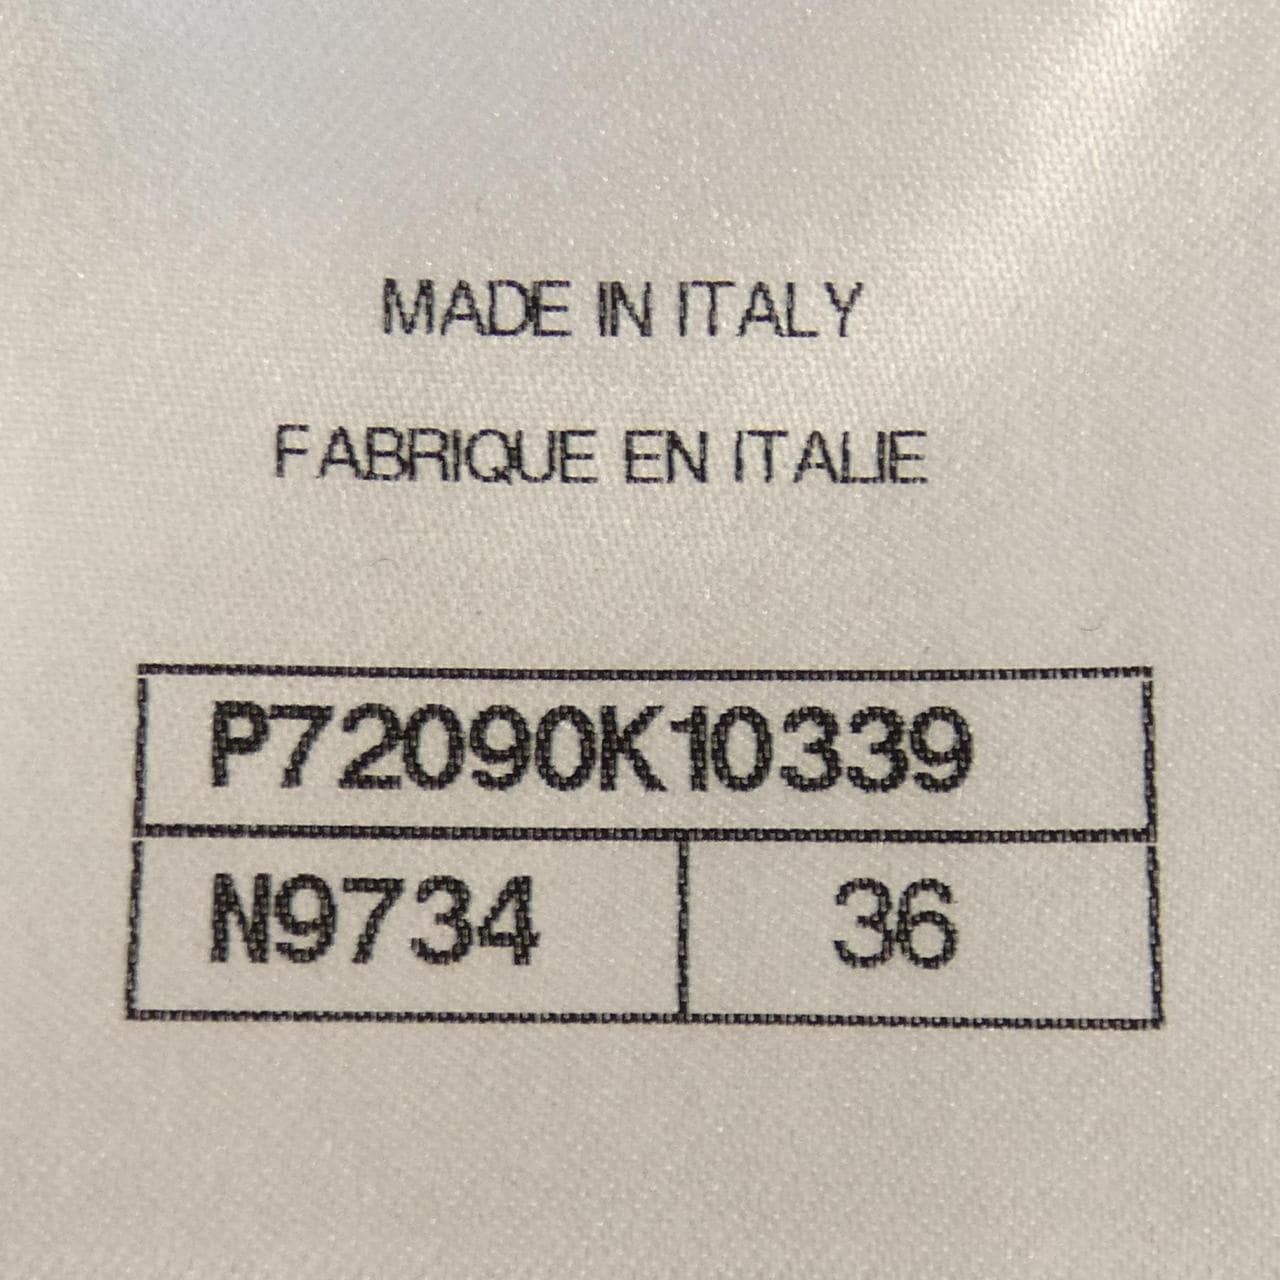 MADE IN ITALY
FABRIQUE EN ITALIE
P72090K10339
N9734 36